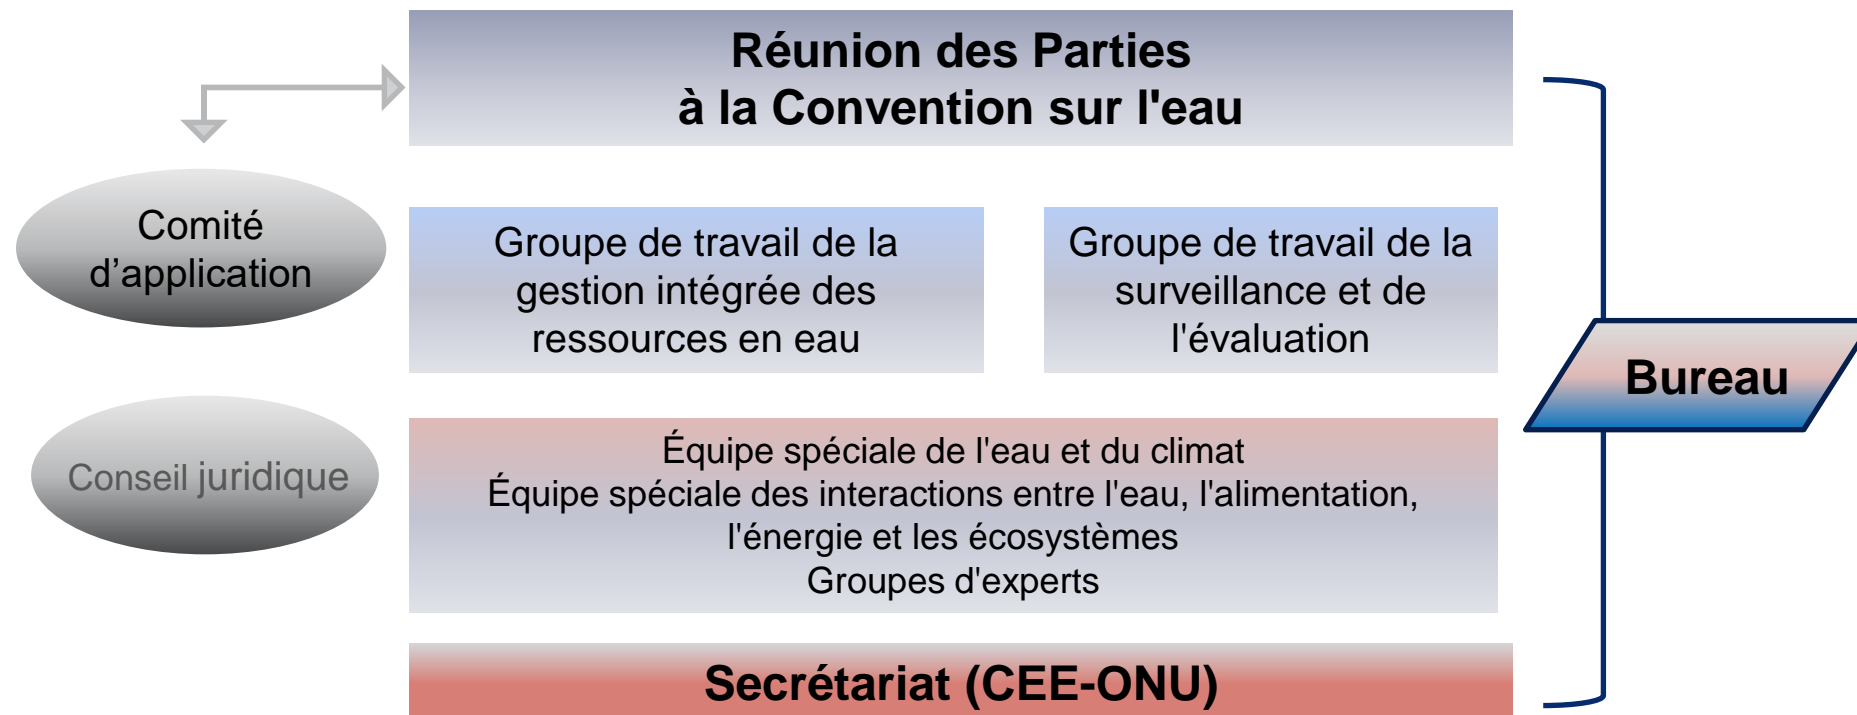 Réunion des Parties
à la Convention sur l'eau
Comité
d’application
Groupe de travail de la
gestion intégrée des
ressources en eau
Groupe de travail de la
surveillance et de
l'évaluation
Bureau
Conseil juridique
Équipe spéciale de l'eau et du climat
Équipe spéciale des interactions entre l'eau, l'alimentation,
l'énergie et les écosystèmes
Groupes d'experts
Secrétariat (CEE-ONU)